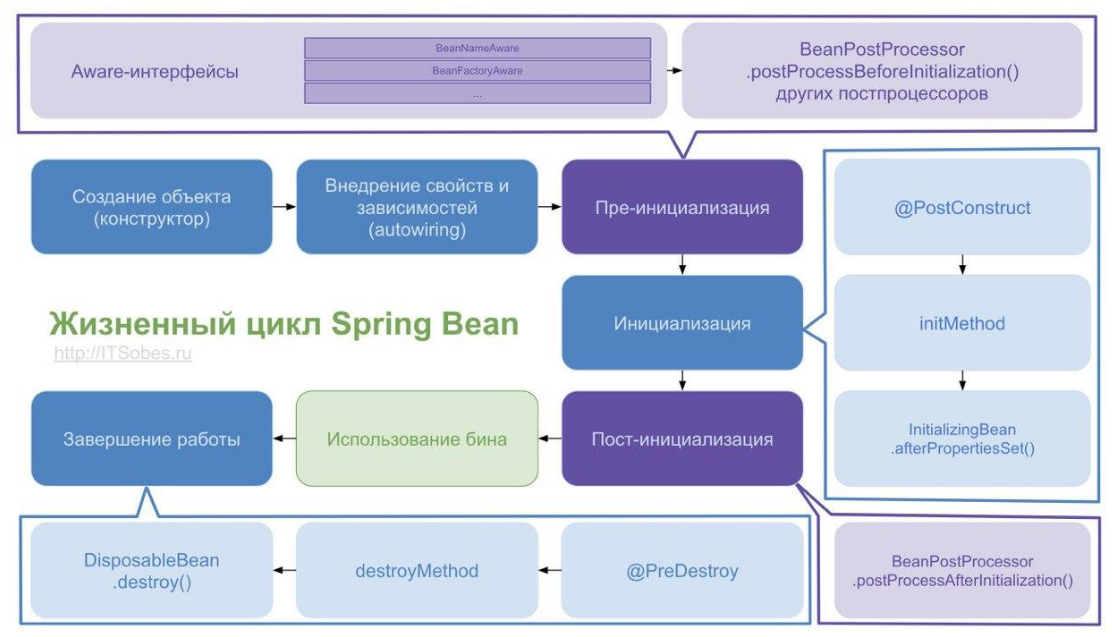 Aware-интерфейсы
BeanNameAware
BeanFactoryAware
...
BeanPostProcessor
.postProcessBeforeInitialization()
других постпроцессоров
Создание объекта
(конструктор)
Внедрение свойств и
зависимостей
(autowiring)
Пре-инициализация
@PostConstruct
Жизненный цикл Spring Bean
http://ITSobes.ru
Инициализация
initMethod
Завершение работы
Использование бина
Пост-инициализация
InitializingBean
.afterPropertiesSet()
DisposableBean
.destroy()
destroyMethod
@PreDestroy
BeanPostProcessor
.postProcessAfterInitialization()